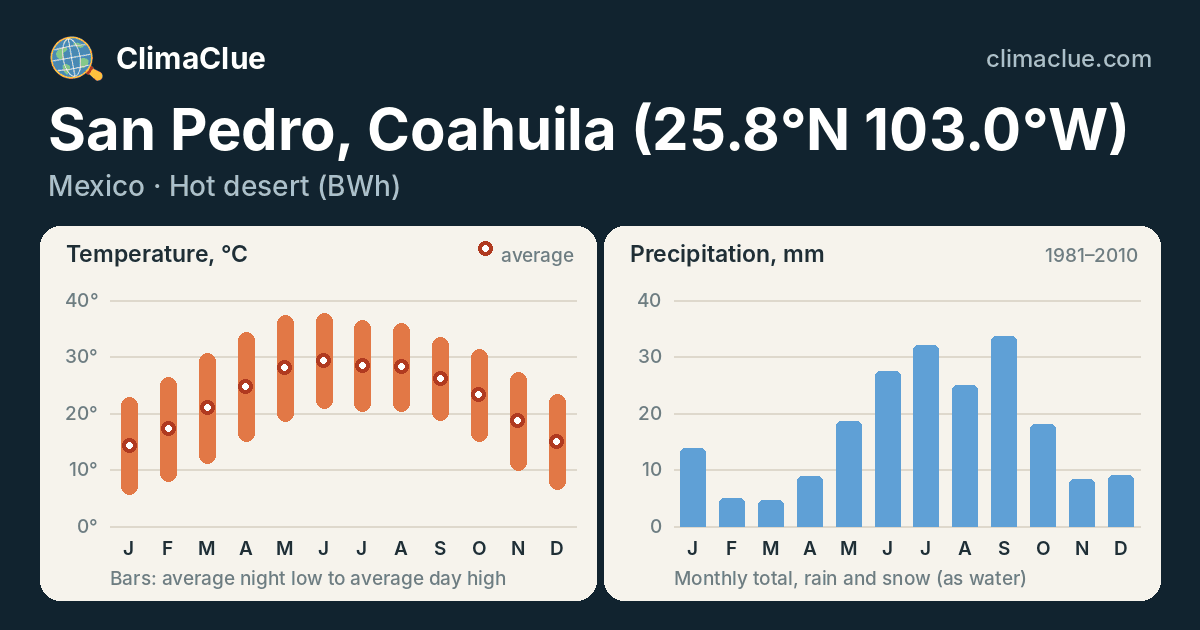 ClimaClue
climaclue.com
San Pedro, Coahuila (25.8°N 103.0°W)
Mexico · Hot desert (BWh)
Temperature, °C
average
40°
30°
20°
10°
0°
J F M A M J J A S O N D
Bars: average night low to average day high
Precipitation, mm
1981–2010
40
30
20
10
0
J F M A M J J A S O N D
Monthly total, rain and snow (as water)